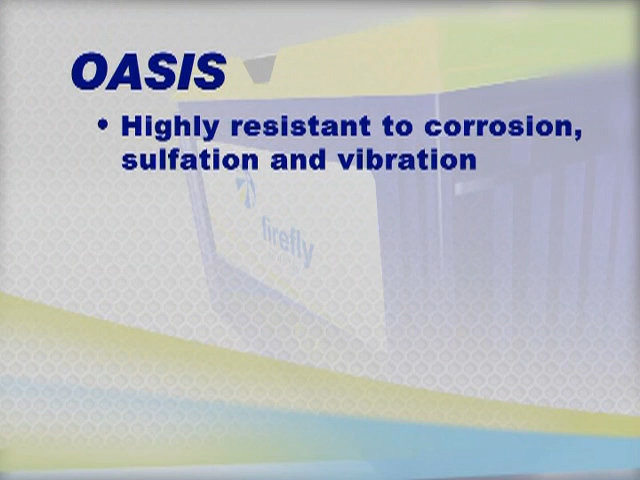 OASIS
• Highly resistant to corrosion,
sulfation and vibration
firefly